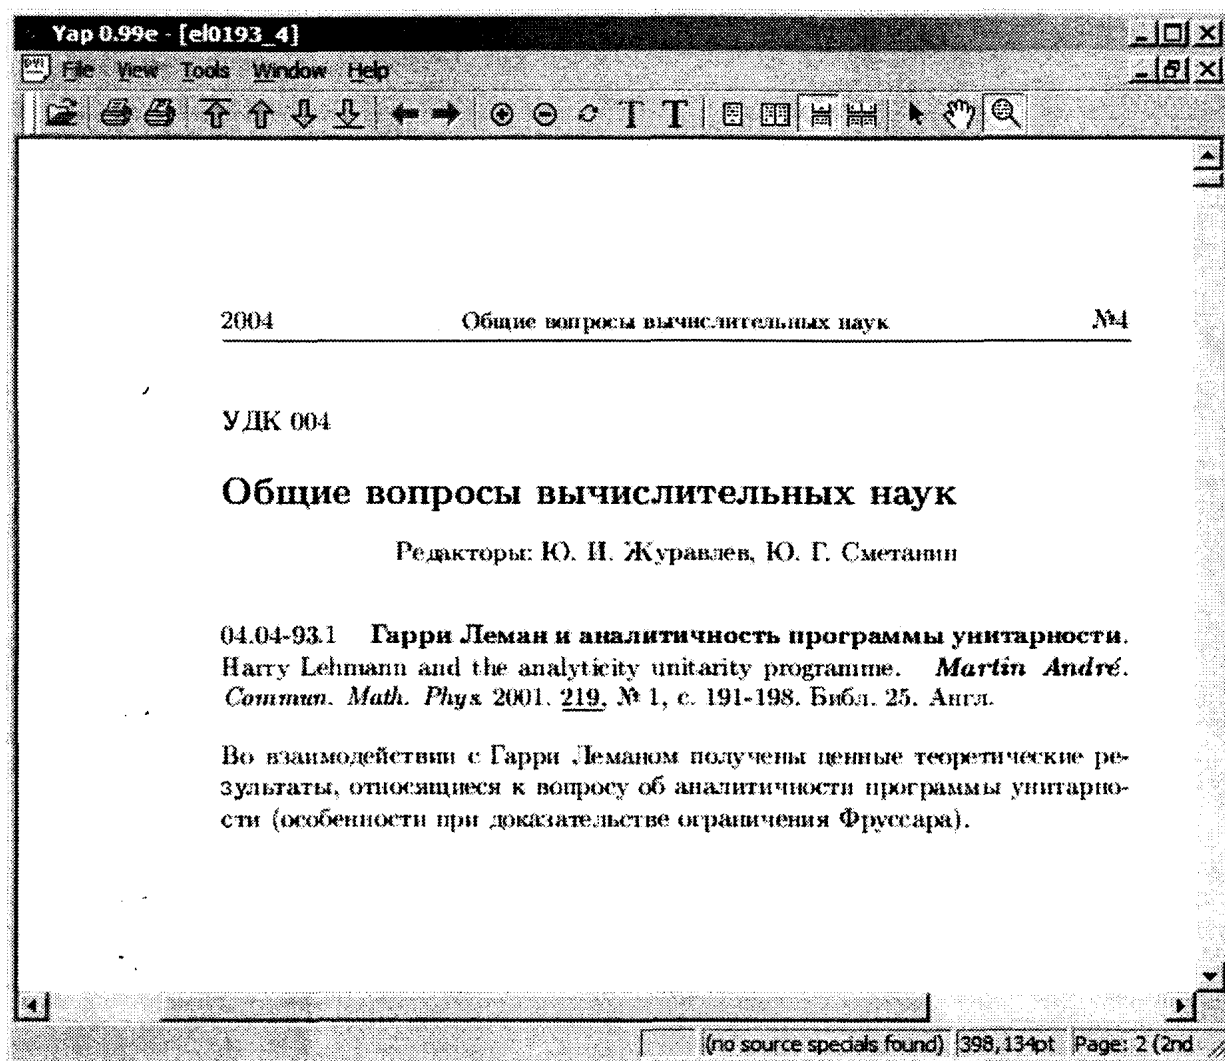 Yap 0.99e - [el0193_4]
File View Tools Window Help
2004 Общие вопросы вычислительных наук №4
УДК 004
Общие вопросы вычислительных наук
Редакторы: Ю. И. Журавлев, Ю. Г. Сметанин
04.04-93.1 Гарри Леман и аналитичность программы унитарности.
Harry Lehmann and the analyticity unitarity programme. Martin André.
Commun. Math. Phys. 2001. 219, № 1, с. 191-198. Библ. 25. Англ.
Во взаимодействии с Гарри Леманом получены ценные теоретические ре-
зультаты, относящиеся к вопросу об аналитичности программы унитарно-
сти (особенности при доказательстве ограничения Фруссара).
(no source specials found) 398,134pt Page: 2 (2nd